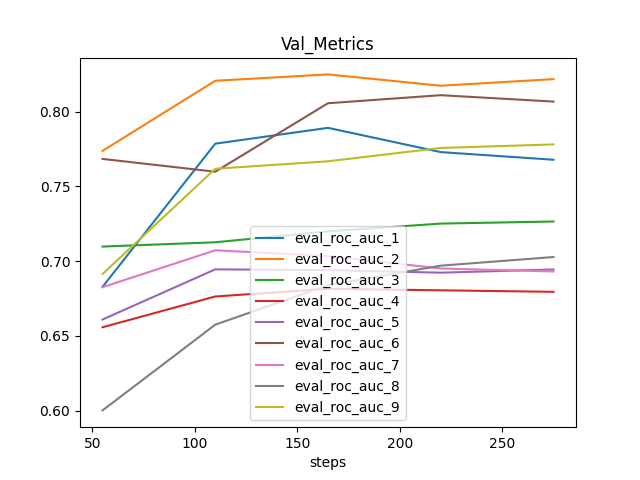 Val_Metrics
0.80
0.75
0.70
0.65
0.60
eval_roc_auc_1
eval_roc_auc_2
eval_roc_auc_3
eval_roc_auc_4
eval_roc_auc_5
eval_roc_auc_6
eval_roc_auc_7
eval_roc_auc_8
eval_roc_auc_9
50 100 150 200 250
steps